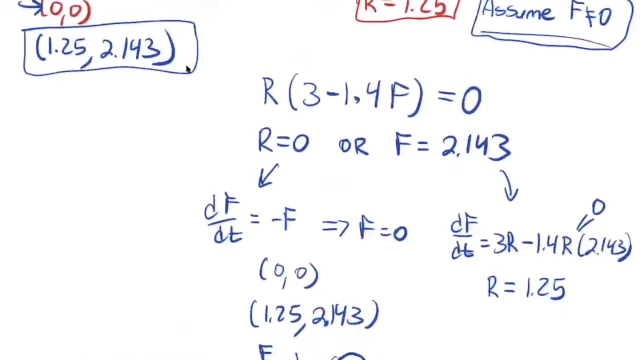 (0,0)
R = 1.25
Assume F≠0
(1.25, 2.143)
R(3-1.4F)=0
R=0 OR F=2.143
dF/dt = -F ⟹ F=0
0
dF/dt = 3R-1.4R(2.143)
(0,0)
R=1.25
(1.25, 2.143)